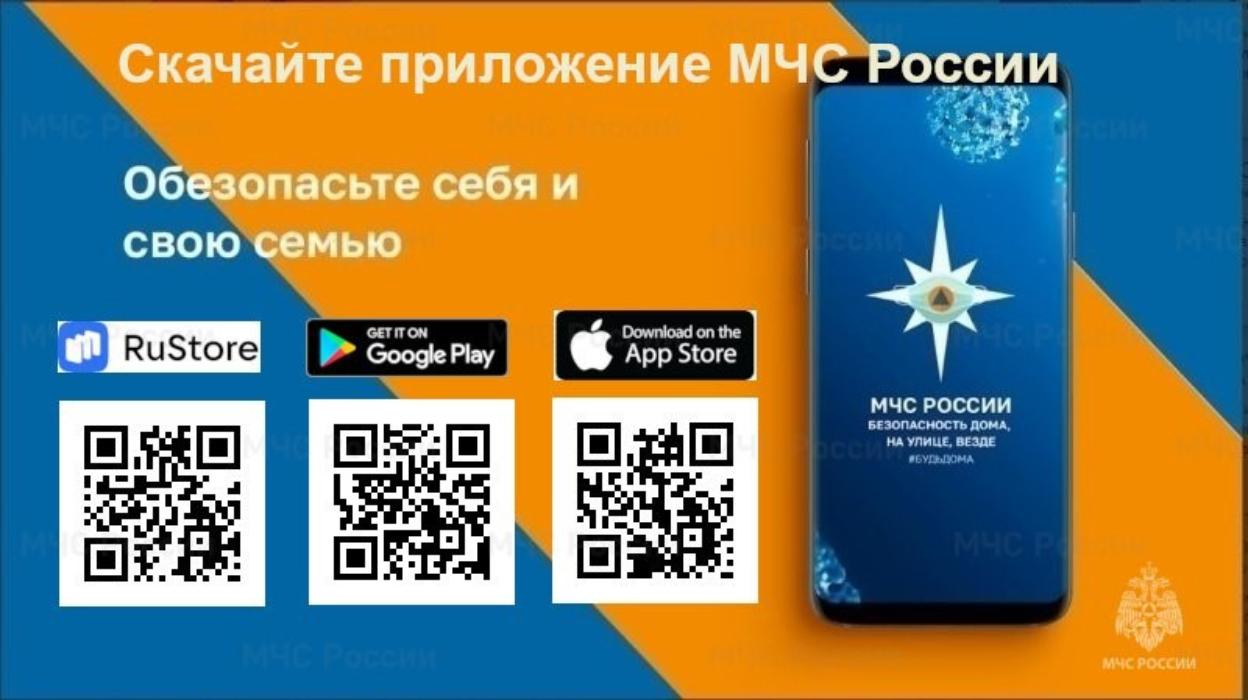 Скачайте приложение МЧС России
Обезопасьте себя и
свою семью
RuStore
GET IT ON
Google Play
Download on the
App Store
МЧС РОССИИ
БЕЗОПАСНОСТЬ ДОМА,
НА УЛИЦЕ, ВЕЗДЕ
#БУДЬДОМА
МЧС РОССИИ